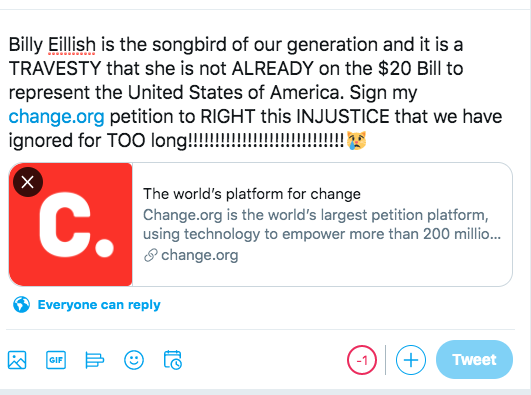 Billy Eillish is the songbird of our generation and it is a
TRAVESTY that she is not ALREADY on the $20 Bill to
represent the United States of America. Sign my
change.org petition to RIGHT this INJUSTICE that we have
ignored for TOO long!!!!!!!!!!!!!!!!!!!!!!!!!!!!!😿
C.
The world's platform for change
Change.org is the world's largest petition platform,
using technology to empower more than 200 millio...
change.org
Everyone can reply
GIF
-1
Tweet